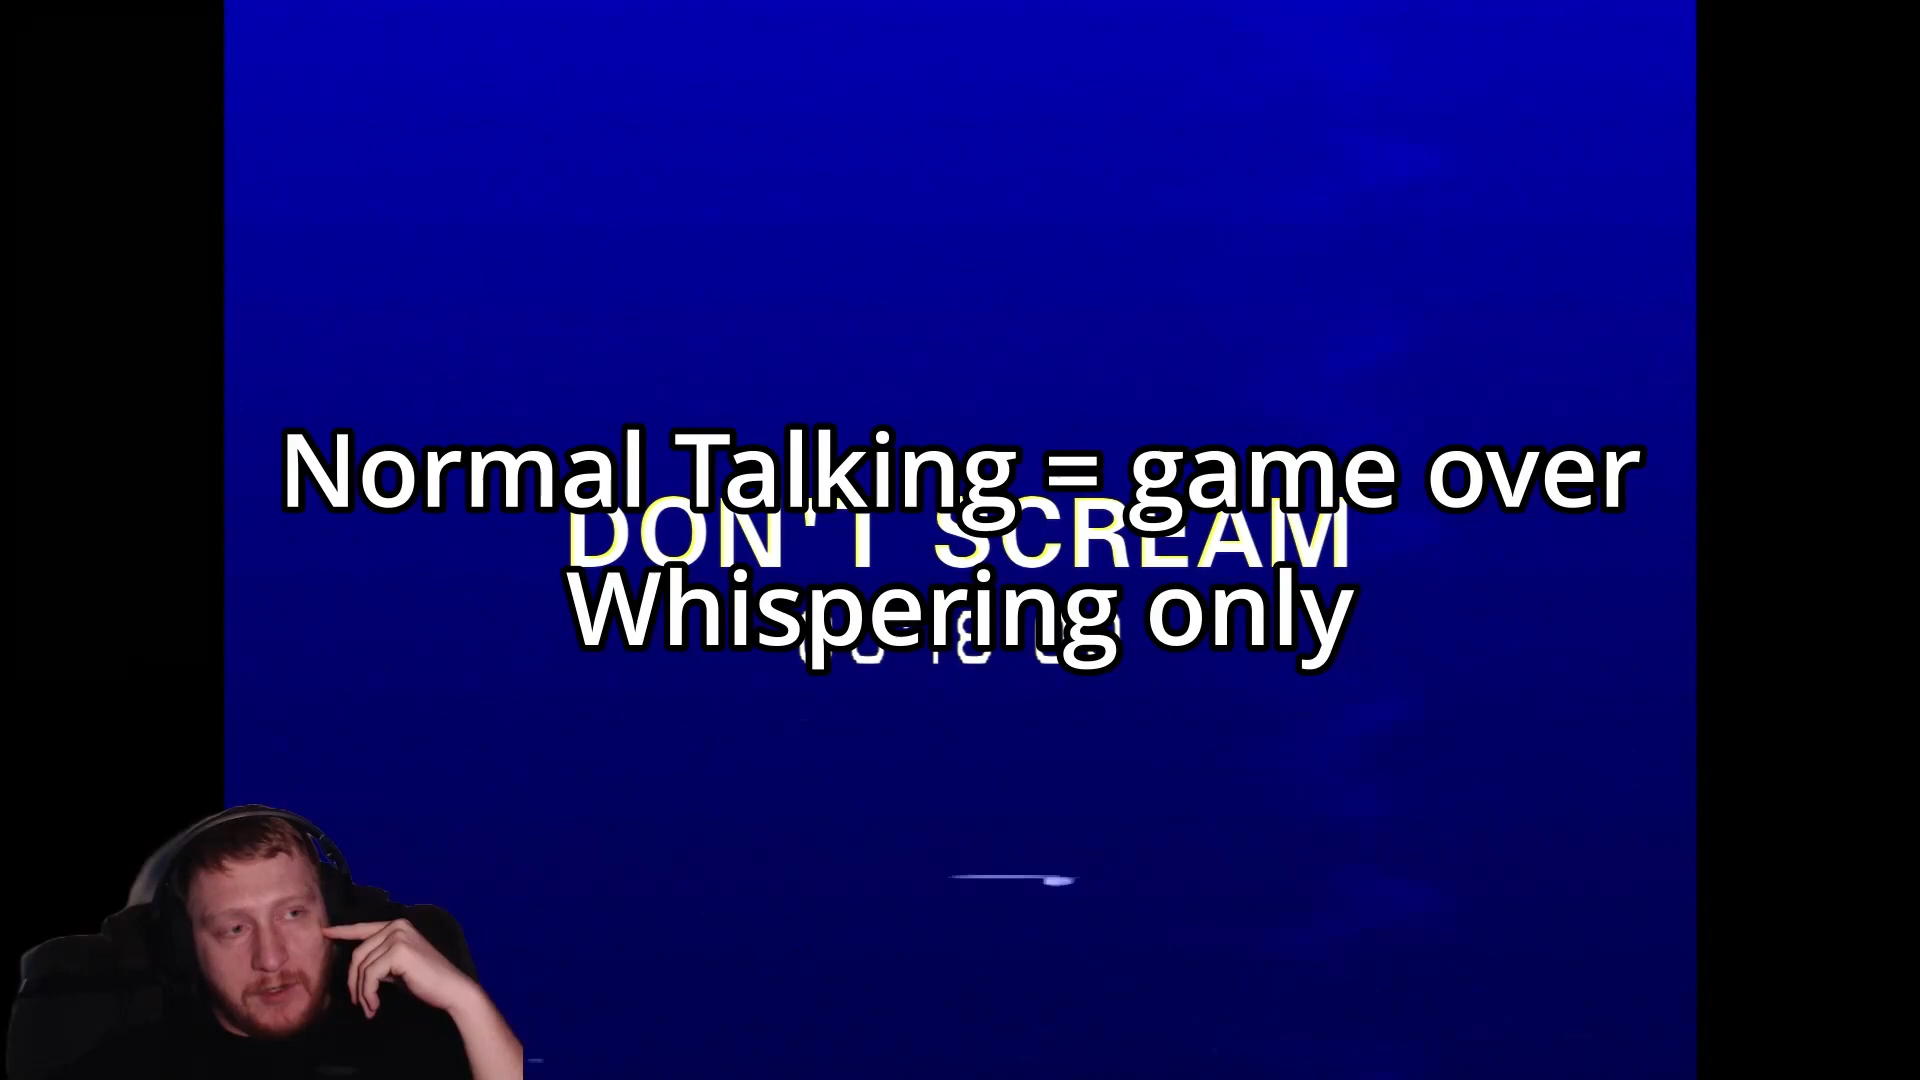 Normal Talking = game over
DON'T SCREAM
Whispering only